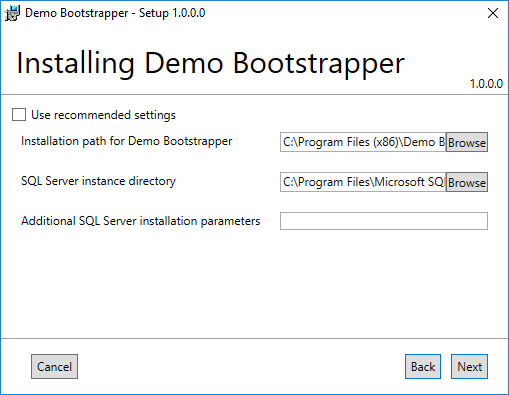 Demo Bootstrapper - Setup 1.0.0.0
Installing Demo Bootstrapper
1.0.0.0
Use recommended settings
Installation path for Demo Bootstrapper
C:\Program Files (x86)\Demo B
Browse
SQL Server instance directory
C:\Program Files\Microsoft SQ
Browse
Additional SQL Server installation parameters
Cancel
Back
Next